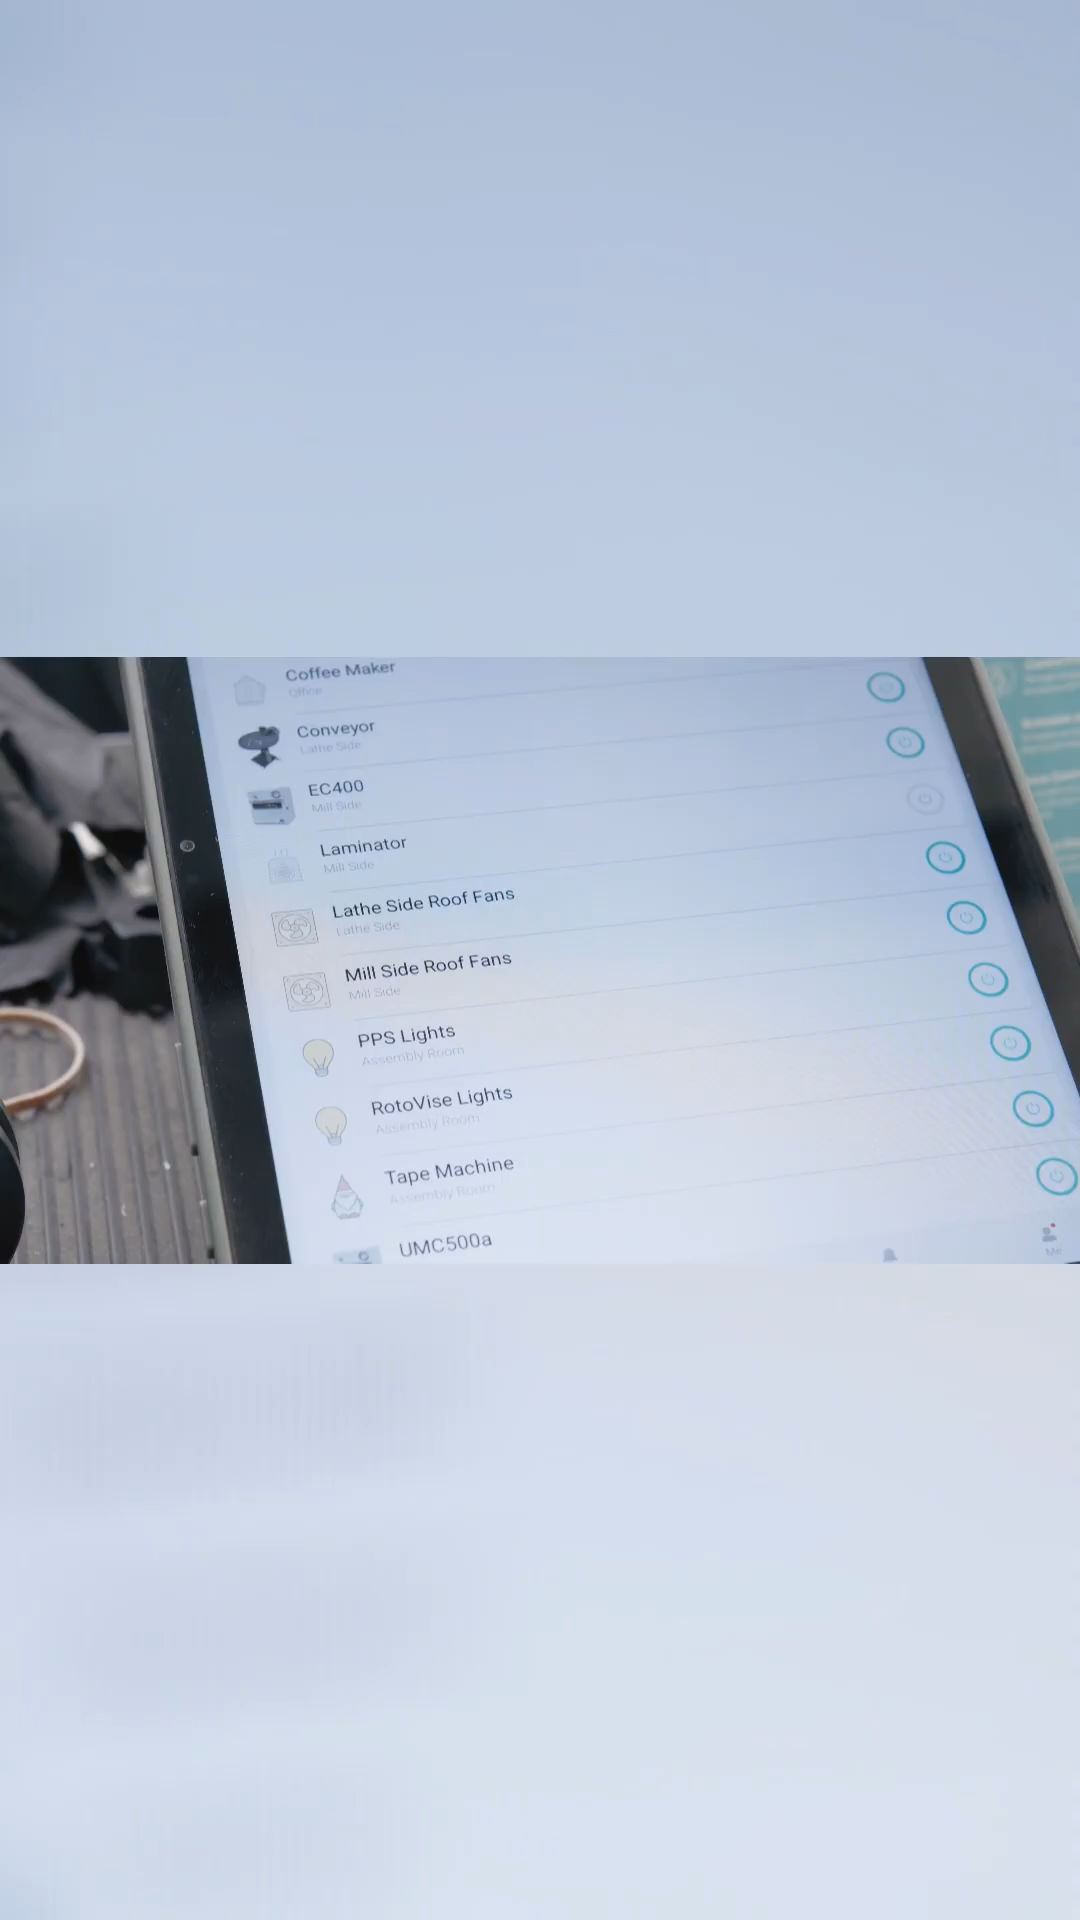 Coffee Maker
Office
Conveyor
Lathe Side
EC400
Mill Side
Laminator
Mill Side
Lathe Side Roof Fans
Lathe Side
Mill Side Roof Fans
Mill Side
PPS Lights
Assembly Room
RotoVise Lights
Assembly Room
Tape Machine
Assembly Room
UMC500a
Me